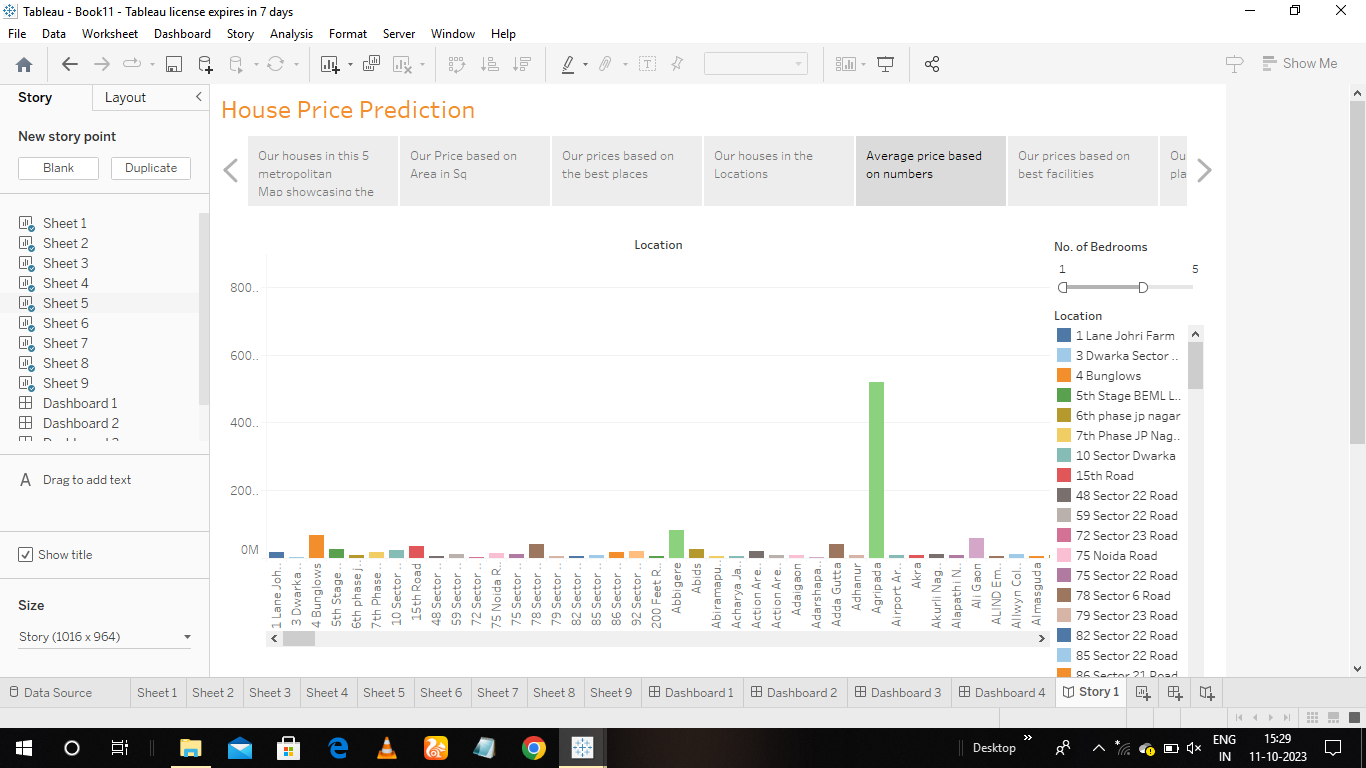 Tableau - Book11 - Tableau license expires in 7 days
File Data Worksheet Dashboard Story Analysis Format Server Window Help
Show Me
Story Layout
New story point
Blank Duplicate
Sheet 1
Sheet 2
Sheet 3
Sheet 4
Sheet 5
Sheet 6
Sheet 7
Sheet 8
Sheet 9
Dashboard 1
Dashboard 2
A Drag to add text
Show title
Size
Story (1016 x 964)
House Price Prediction
Our houses in this 5
metropolitan
Map showcasing the
Our Price based on
Area in Sq
Our prices based on
the best places
Our houses in the
Locations
Average price based
on numbers
Our prices based on
best facilities
Ou
pla
Location
800..
600..
400..
200..
0M
1 Lane Joh..
3 Dwarka ..
4 Bunglows
5th Stage ..
6th phase j..
7th Phase ..
10 Sector ..
15th Road
48 Sector ..
59 Sector ..
72 Sector ..
75 Noida R..
75 Sector ..
78 Sector ..
79 Sector ..
82 Sector ..
85 Sector ..
86 Sector ..
92 Sector ..
200 Feet R..
Abbigere
Abids
Abiramapu..
Acharya Ja..
Action Are..
Action Are..
Adaigaon
Adarshapa..
Adda Gutta
Adhanur
Agripada
Airport Ar..
Akra
Akurli Nag..
Alapathi N..
Ali Gaon
ALIND Em..
Allwyn Col..
Almasguda
No. of Bedrooms
1 5
Location
1 Lane Johri Farm
3 Dwarka Sector ..
4 Bunglows
5th Stage BEML L..
6th phase jp nagar
7th Phase JP Nag..
10 Sector Dwarka
15th Road
48 Sector 22 Road
59 Sector 22 Road
72 Sector 23 Road
75 Noida Road
75 Sector 22 Road
78 Sector 6 Road
79 Sector 23 Road
82 Sector 22 Road
85 Sector 22 Road
86 Sector 21 Road
Data Source Sheet 1 Sheet 2 Sheet 3 Sheet 4 Sheet 5 Sheet 6 Sheet 7 Sheet 8 Sheet 9 Dashboard 1 Dashboard 2 Dashboard 3 Dashboard 4 Story 1
Desktop
ENG
IN
15:29
11-10-2023